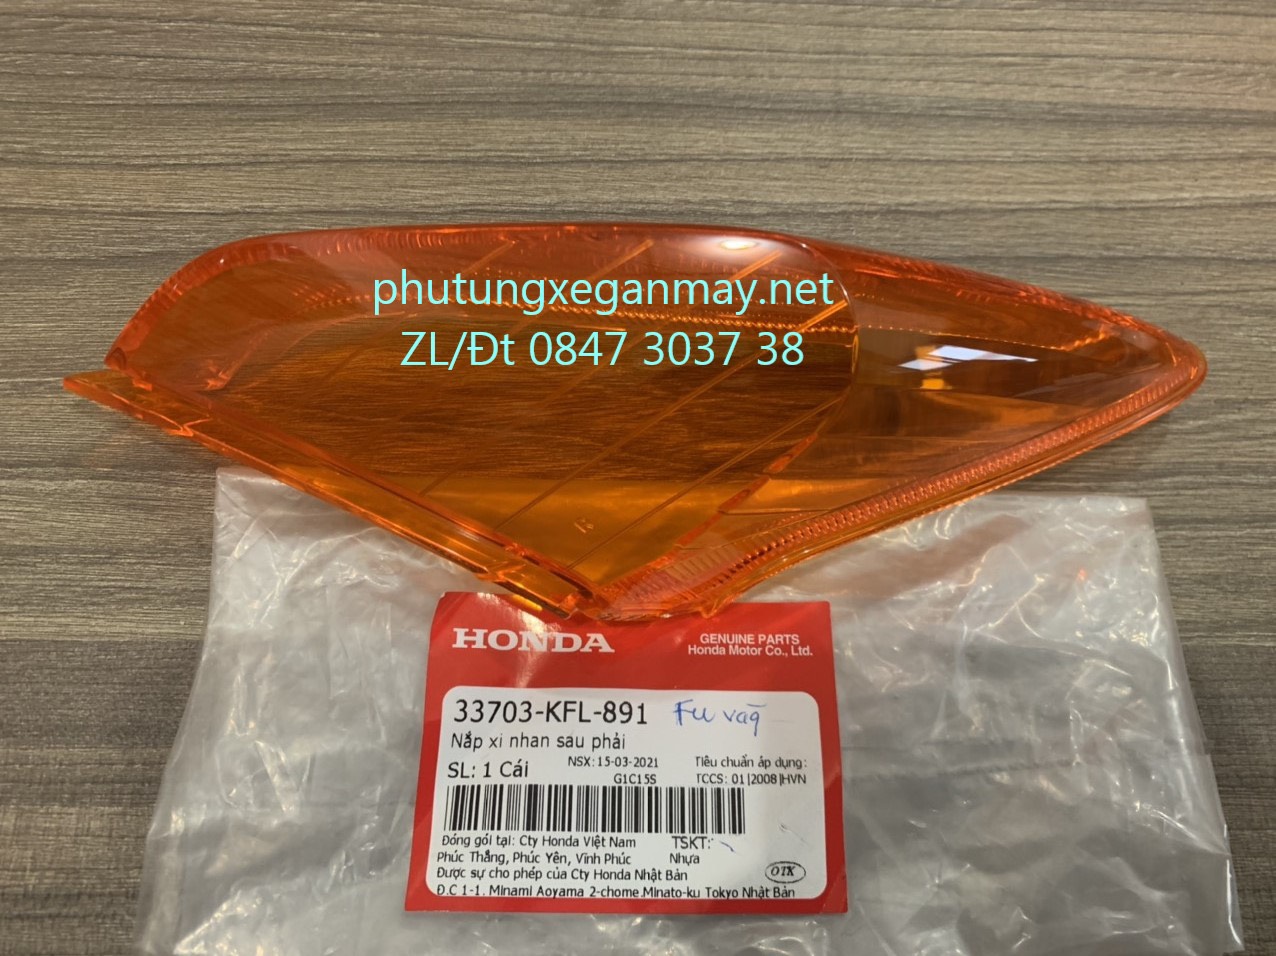 phutungxeganmay.net
ZL/Đt 0847 3037 38
R
HONDA
GENUINE PARTS
Honda Motor Co., Ltd.
33703-KFL-891 Fu vàg
Nắp xi nhan sau phải
SL: 1 Cái
NSX: 15-03-2021
G1C15S
Tiêu chuẩn áp dụng:
TCCS: 01|2008|HVN
Đóng gói tại: Cty Honda Việt Nam
TSKT:
Phúc Thắng, Phúc Yên, Vĩnh Phúc
Nhựa
Được sự cho phép của Cty Honda Nhật Bản
OTK
Đ.C 1-1. Minami Aoyama 2-chome.Minato-ku Tokyo Nhật Bản